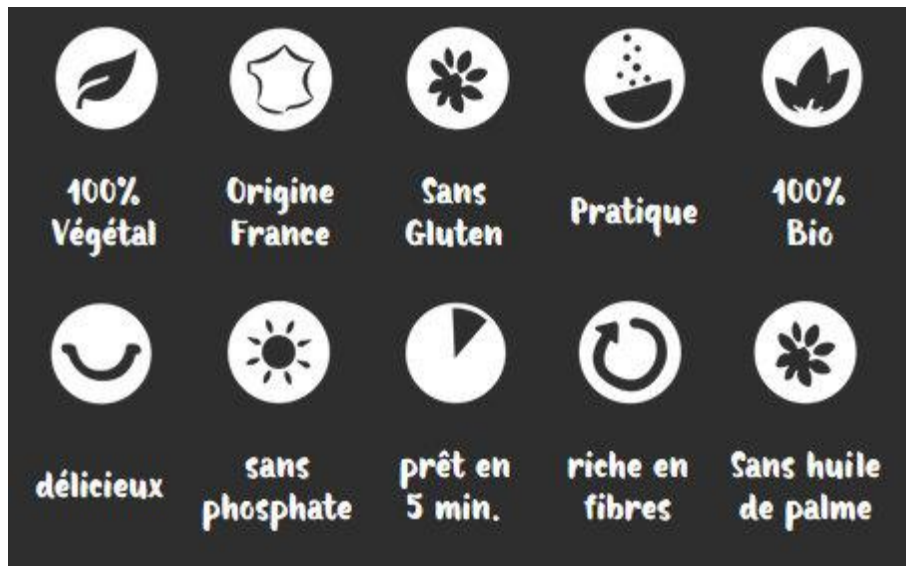 100%
Végétal
Origine
France
Sans
Gluten
Pratique
100%
Bio
délicieux
sans
phosphate
prêt en
5 min.
riche en
fibres
Sans huile
de palme